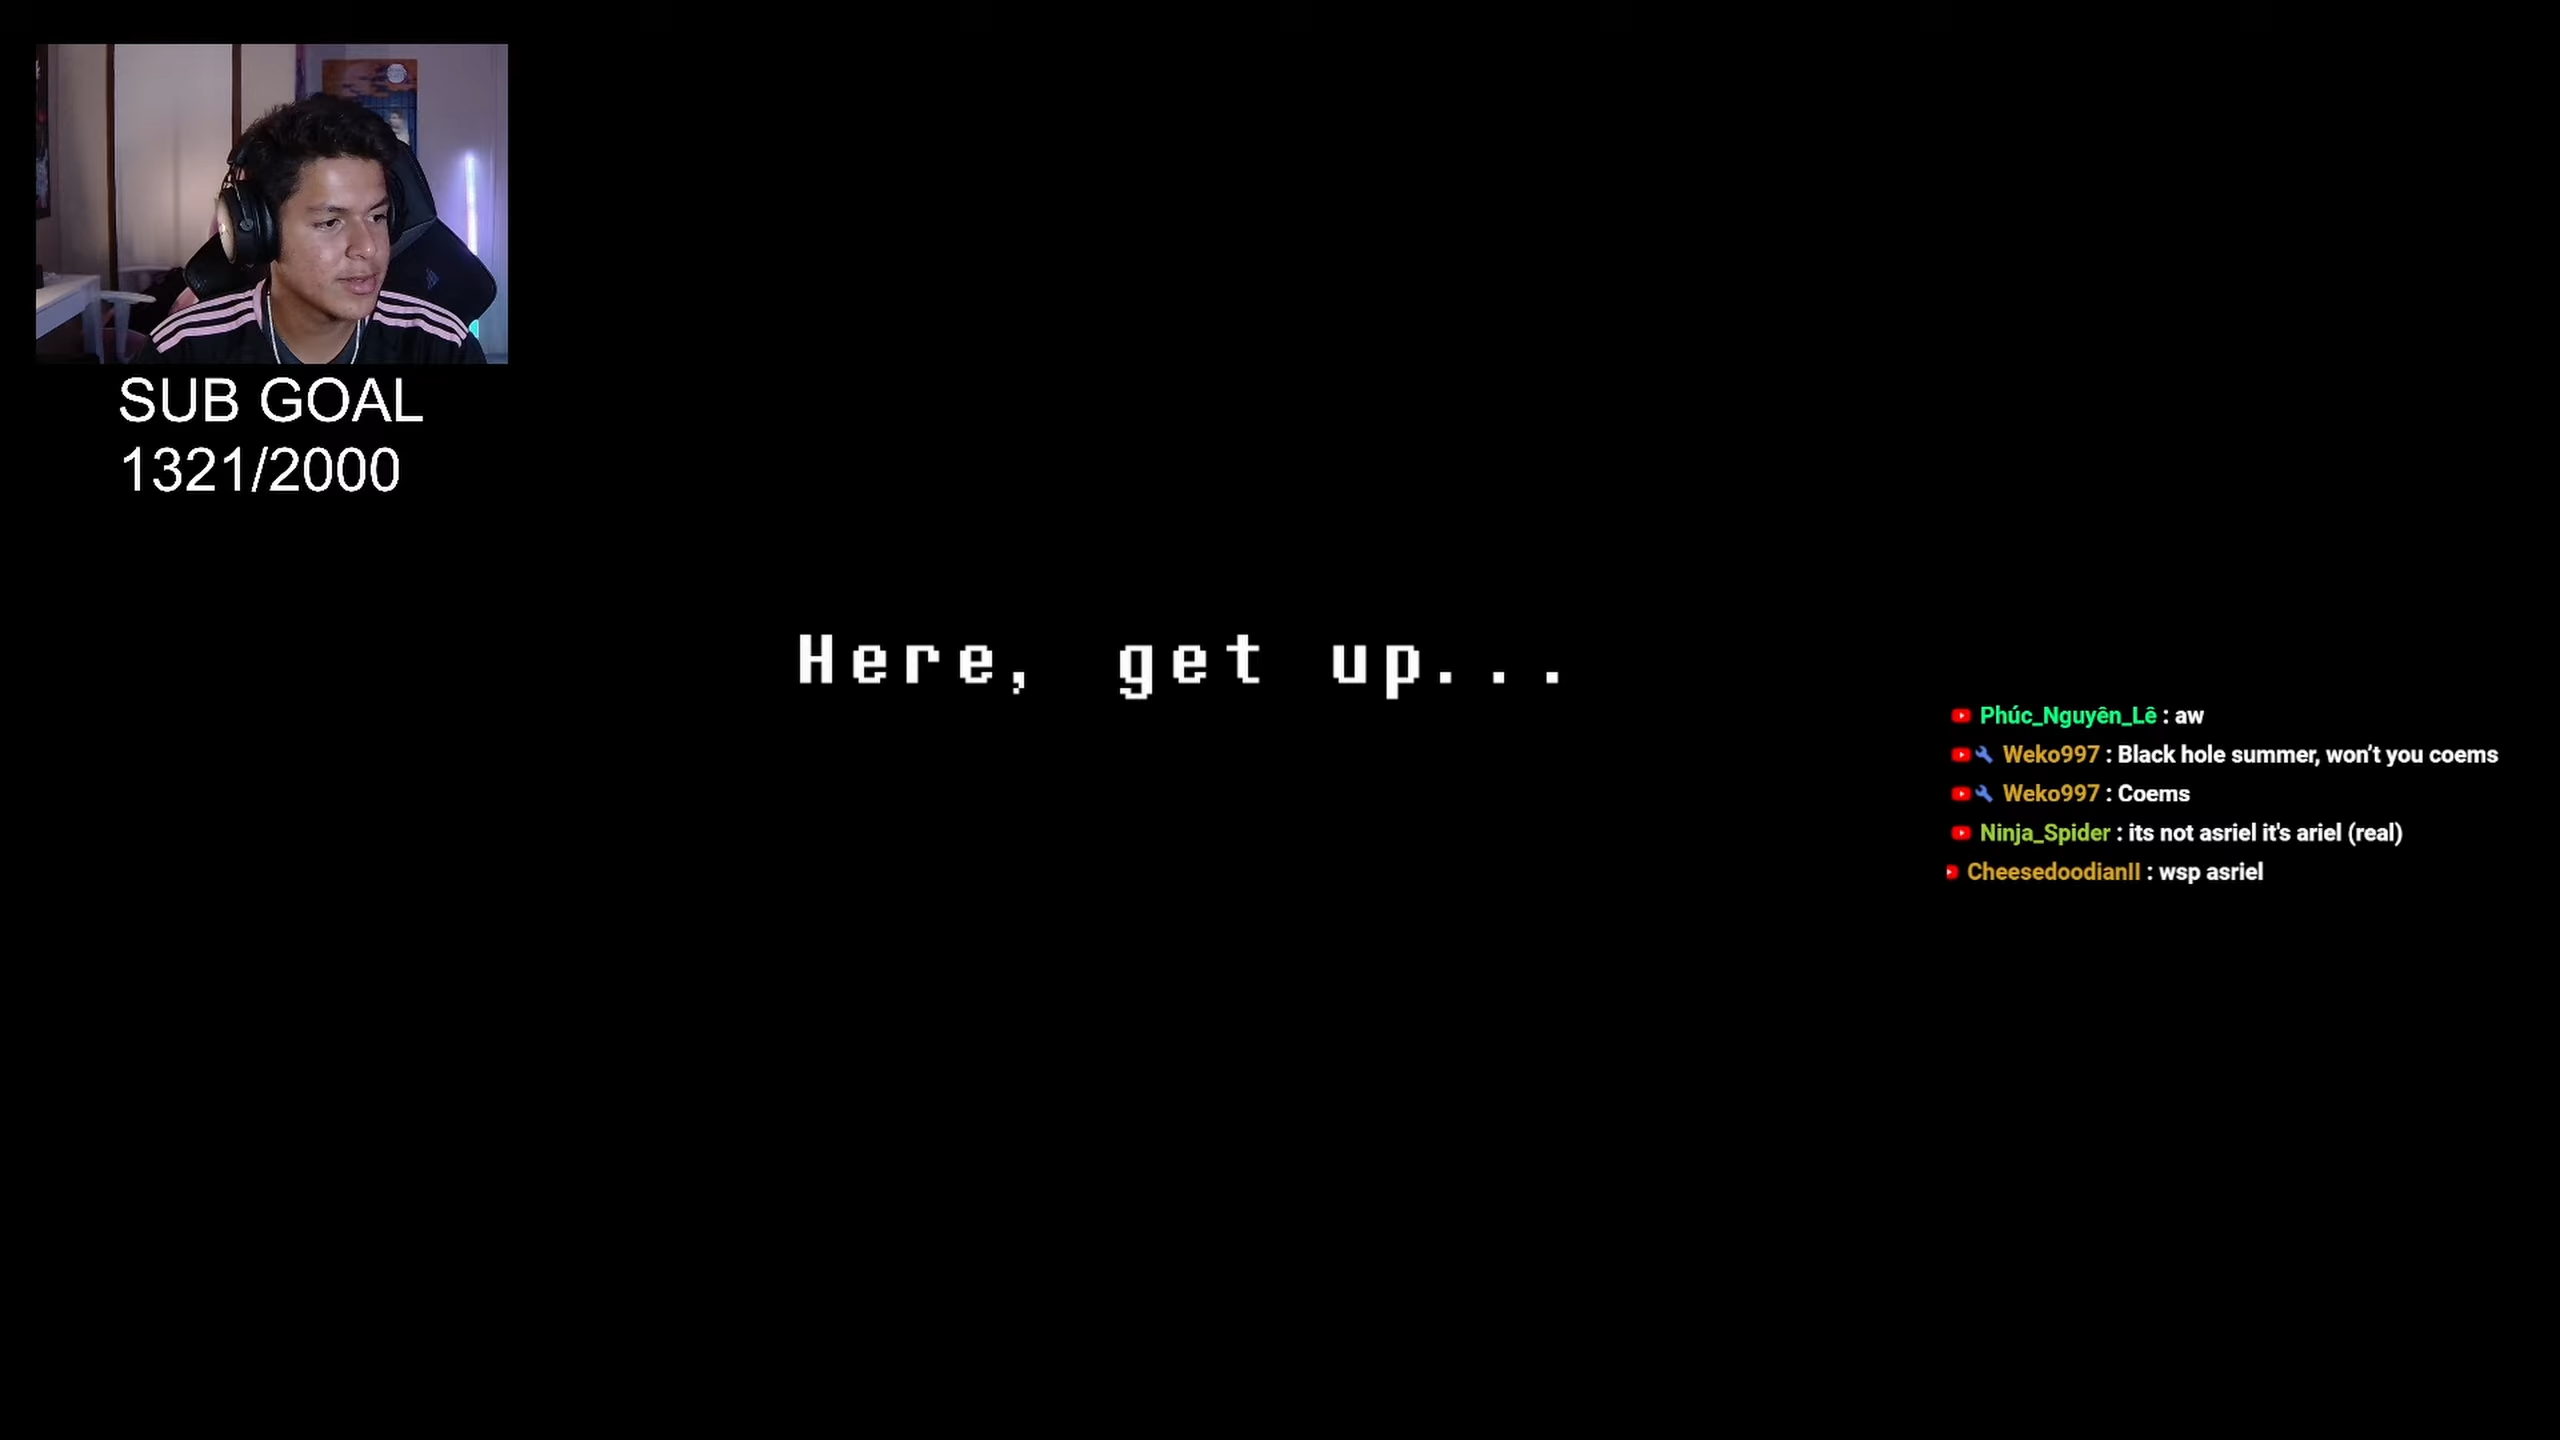 SUB GOAL
1321/2000
Here, get up...
Phúc_Nguyên_Lê : aw
Weko997 : Black hole summer, won't you coems
Weko997 : Coems
Ninja_Spider : its not asriel it's ariel (real)
CheesedoodianII : wsp asriel